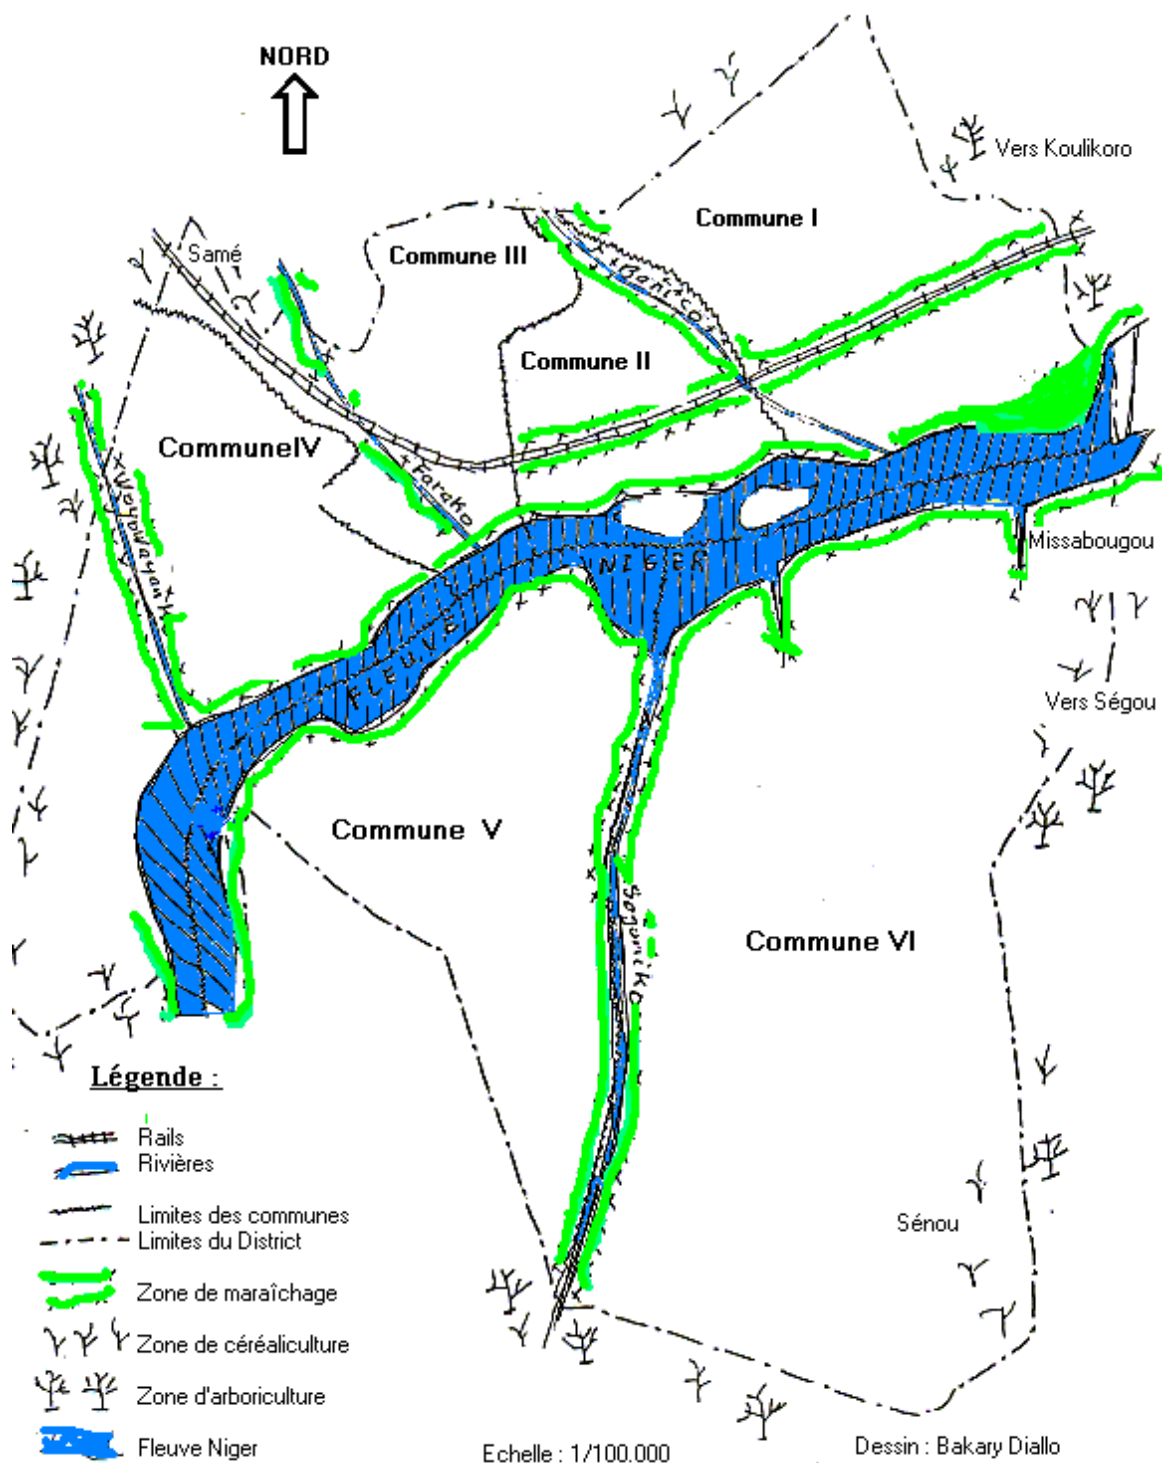 NORD
Vers Koulikoro
Commune I
Samé
Commune III
Baníco
Commune II
CommuneIV
Farako
Woyowayanko
NIGER
Missabougou
FLEUVE
Vers Ségou
Commune V
Sogoniko
Commune VI
Légende :
Rails
Rivières
Limites des communes
Limites du District
Sénou
Zone de maraîchage
Zone de céréaliculture
Zone d'arboriculture
Fleuve Niger
Echelle : 1/100.000
Dessin : Bakary Diallo